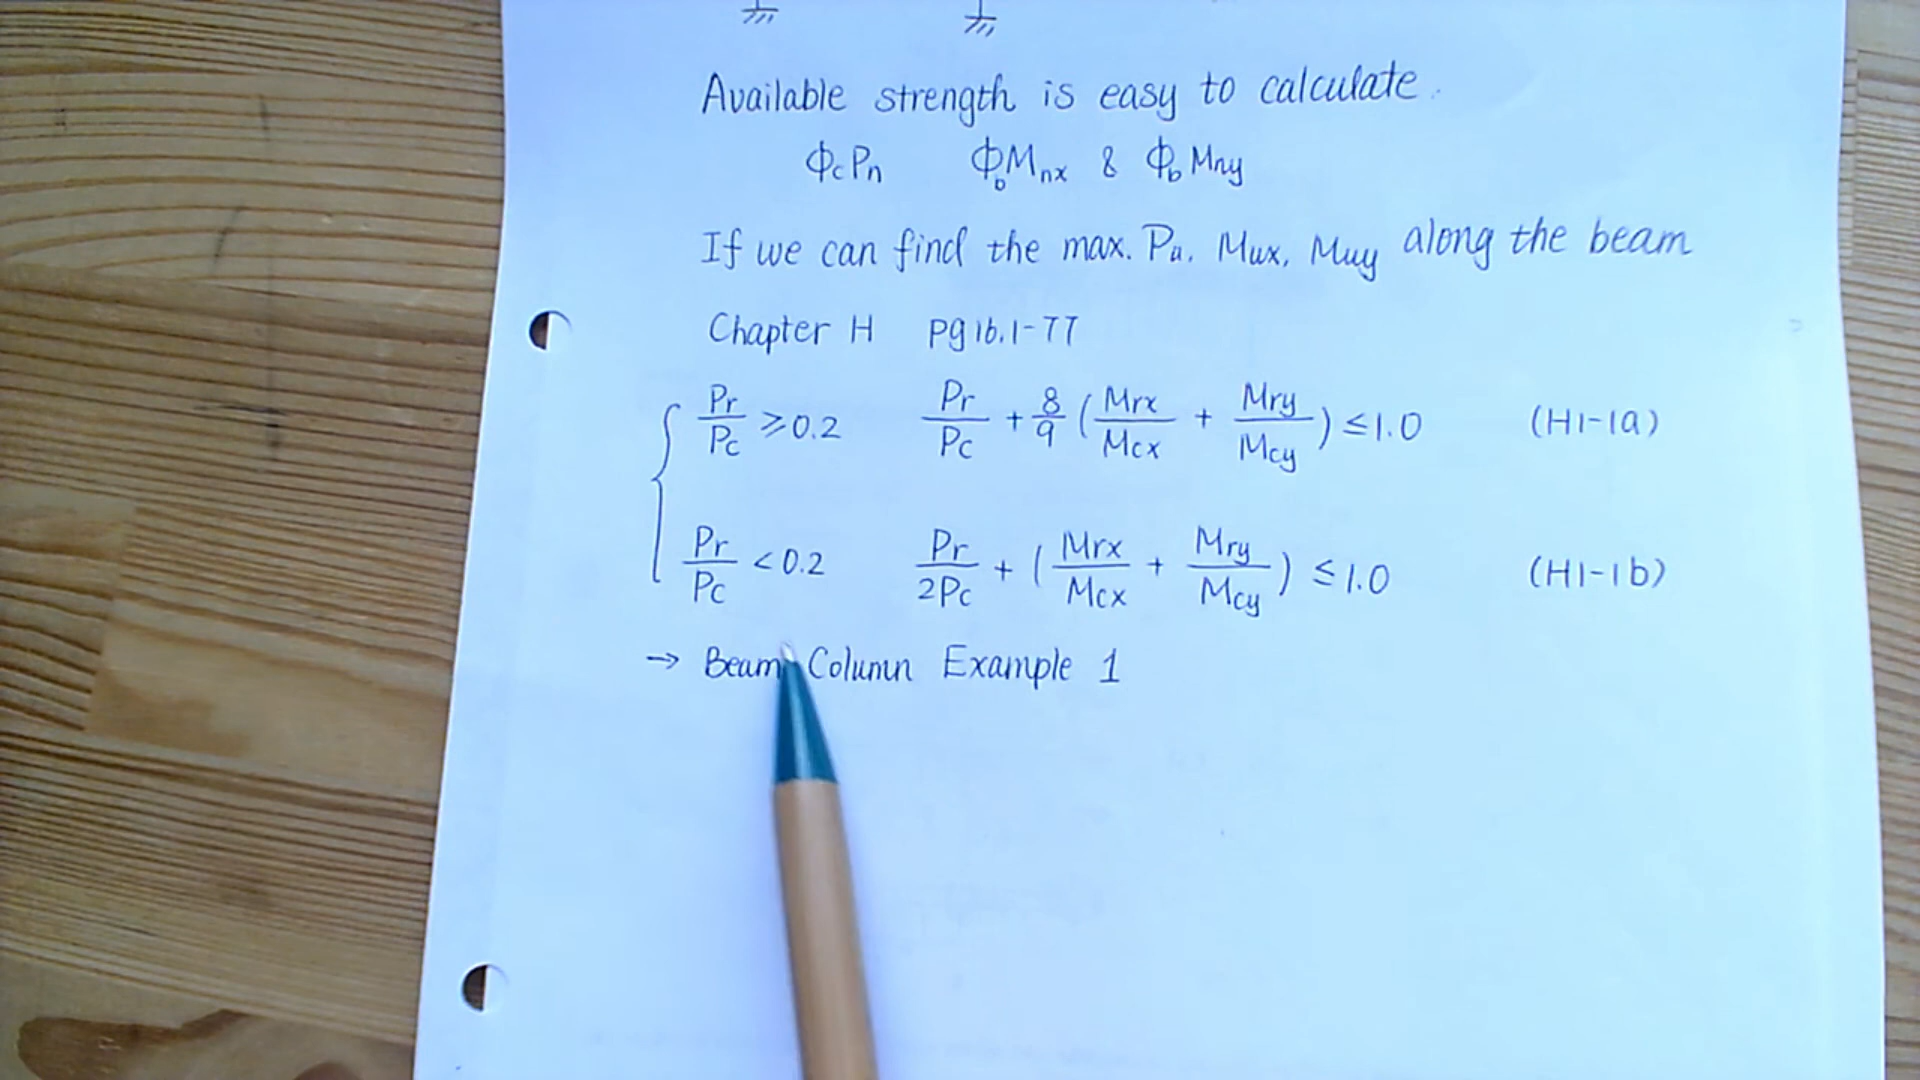 Available strength is easy to calculate.
ΦcPn ΦbMnx & ΦbMny
If we can find the max. Pu, Mux, Muy along the beam
Chapter H pg 16.1-77
Pr/Pc ≥ 0.2 Pr/Pc + 8/9 (Mrx/Mcx + Mry/Mcy) ≤ 1.0 (H1-1a)
Pr/Pc < 0.2 Pr/2Pc + (Mrx/Mcx + Mry/Mcy) ≤ 1.0 (H1-1b)
→ Beam Column Example 1